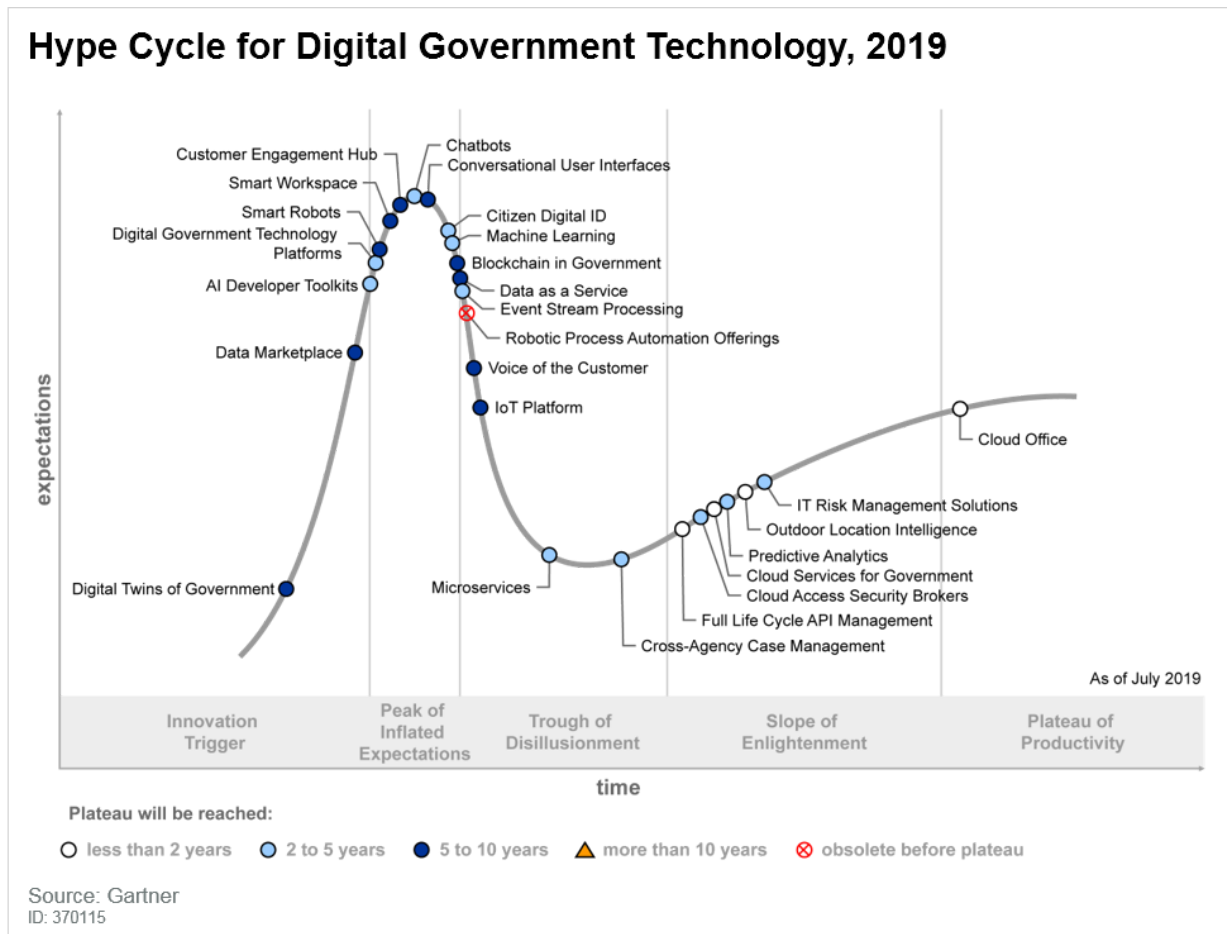 Hype Cycle for Digital Government Technology, 2019
Chatbots
Customer Engagement Hub
Conversational User Interfaces
Smart Workspace
Smart Robots
Citizen Digital ID
Digital Government Technology
Platforms
Machine Learning
Blockchain in Government
AI Developer Toolkits
Data as a Service
Event Stream Processing
Robotic Process Automation Offerings
Data Marketplace
Voice of the Customer
IoT Platform
expectations
Cloud Office
IT Risk Management Solutions
Outdoor Location Intelligence
Predictive Analytics
Cloud Services for Government
Microservices
Digital Twins of Government
Cloud Access Security Brokers
Full Life Cycle API Management
Cross-Agency Case Management
As of July 2019
Innovation
Trigger
Peak of
Inflated
Expectations
Trough of
Disillusionment
Slope of
Enlightenment
Plateau of
Productivity
time
Plateau will be reached:
less than 2 years
2 to 5 years
5 to 10 years
more than 10 years
obsolete before plateau
Source: Gartner
ID: 370115